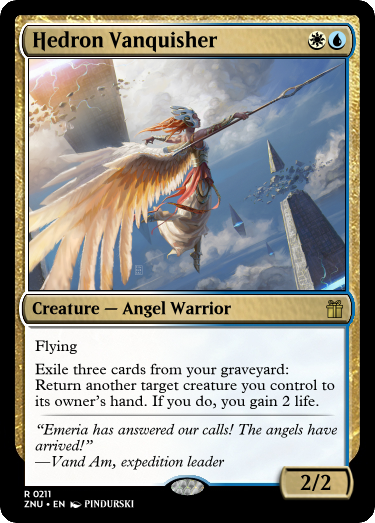 Hedron Vanquisher
Creature — Angel Warrior
Flying
Exile three cards from your graveyard:
Return another target creature you control to
its owner's hand. If you do, you gain 2 life.
“Emeria has answered our calls! The angels have
arrived!”
—Vand Am, expedition leader
2/2
R 0211
ZNU • EN PINDURSKI